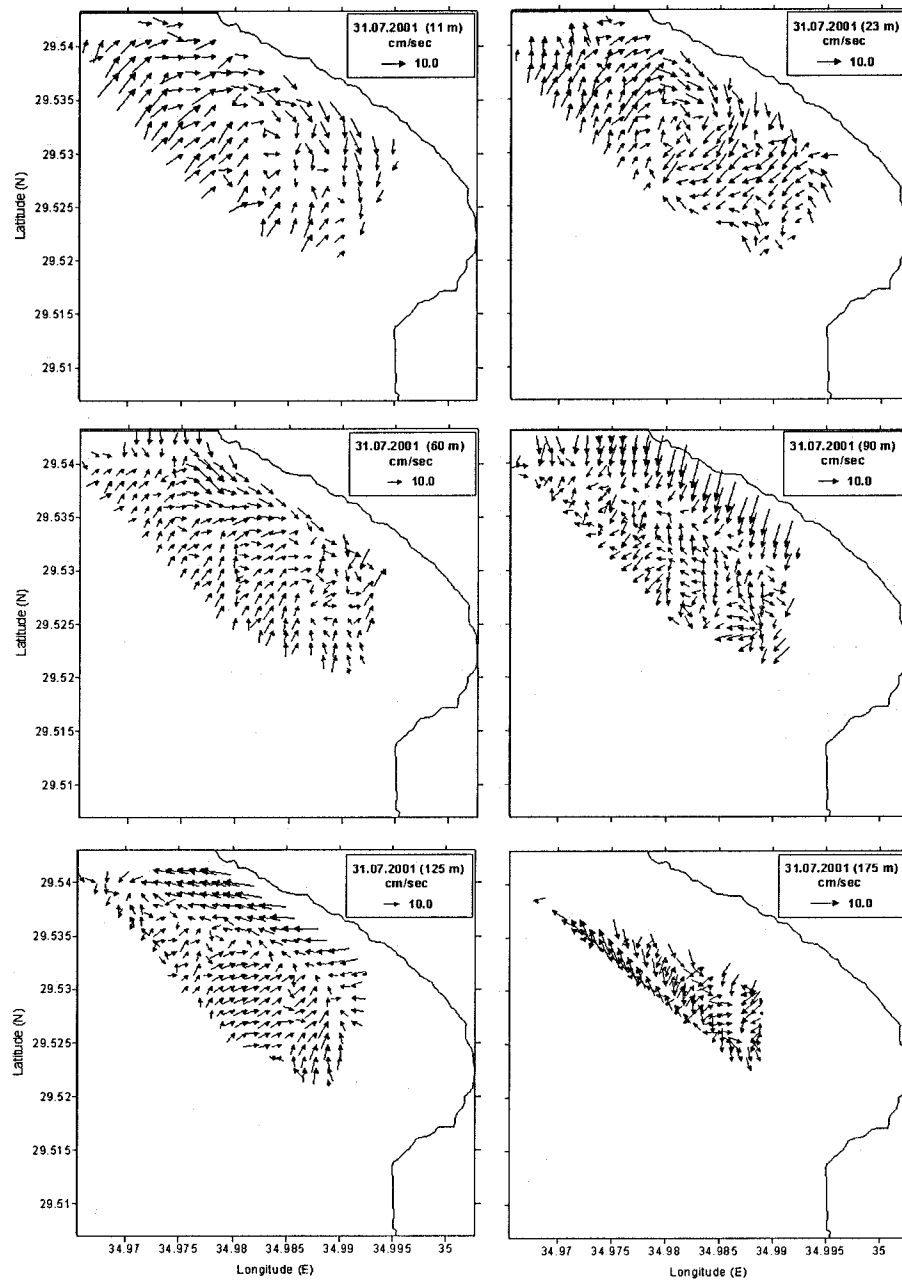 31.07.2001 (11 m)
cm/sec
10.0
29.54
29.535
29.53
29.525
29.52
29.515
29.51
Latitude (N)
31.07.2001 (23 m)
cm/sec
10.0
31.07.2001 (60 m)
cm/sec
10.0
29.54
29.535
29.53
29.525
29.52
29.515
29.51
Latitude (N)
31.07.2001 (90 m)
cm/sec
10.0
31.07.2001 (125 m)
cm/sec
10.0
29.54
29.535
29.53
29.525
29.52
29.515
29.51
Latitude (N)
34.97 34.975 34.98 34.985 34.99 34.995 35
Longitude (E)
31.07.2001 (175 m)
cm/sec
10.0
34.97 34.975 34.98 34.985 34.99 34.995 35
Longitude (E)